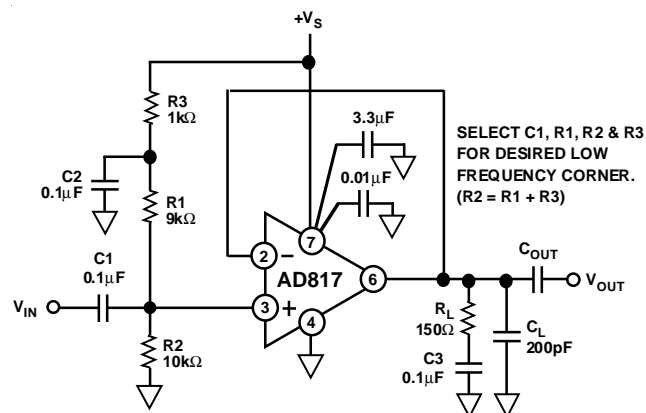 +VS
R3
1kΩ
3.3μF
SELECT C1, R1, R2 & R3
FOR DESIRED LOW
FREQUENCY CORNER.
(R2 = R1 + R3)
C2
0.1μF
0.01μF
R1
9kΩ
7
2
−
AD817
6
COUT
VOUT
C1
0.1μF
VIN
3
+
4
RL
150Ω
CL
200pF
R2
10kΩ
C3
0.1μF